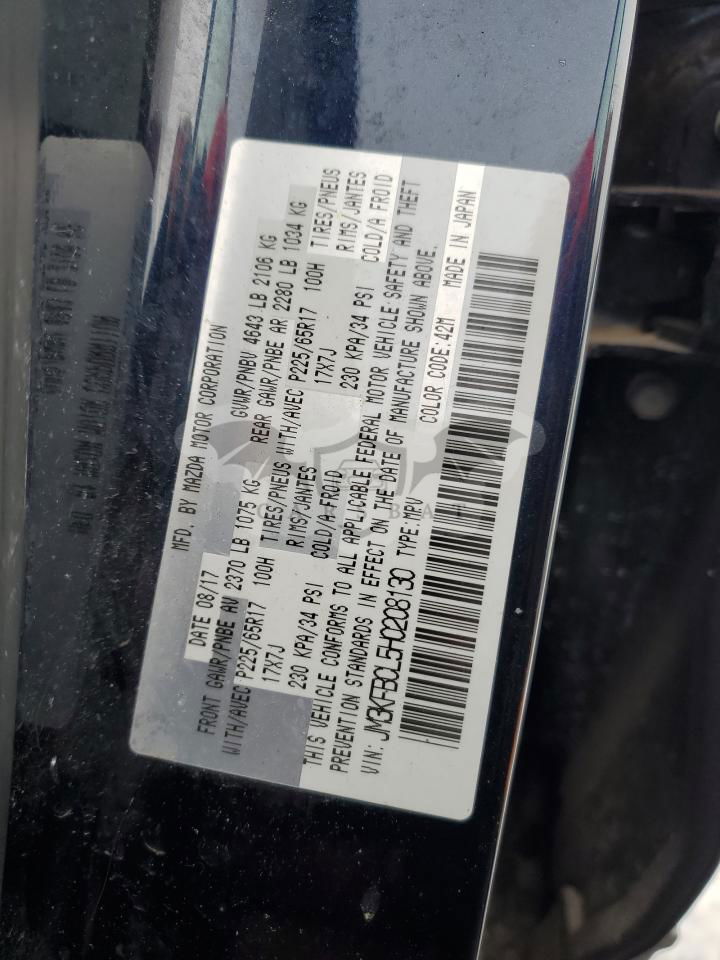 MFD. BY MAZDA MOTOR CORPORATION
DATE 08/17 GVWR/PNBV 4643 LB 2106 KG
FRONT GAWR/PNBE AV 2370 LB 1075 KG REAR GAWR/PNBE AR 2280 LB 1034 KG
WITH/AVEC P225/65R17 100H TIRES/PNEUS WITH/AVEC P225/65R17 100H TIRES/PNEUS
17X7J RIMS/JANTES 17X7J RIMS/JANTES
230 KPA/34 PSI COLD/A FROID 230 KPA/34 PSI COLD/A FROID
THIS VEHICLE CONFORMS TO ALL APPLICABLE FEDERAL MOTOR VEHICLE SAFETY AND THEFT
PREVENTION STANDARDS IN EFFECT ON THE DATE OF MANUFACTURE SHOWN ABOVE.
VIN: JM3KFBCL5H0208130 TYPE:MPV COLOR CODE:42M MADE IN JAPAN
CARSBEAT